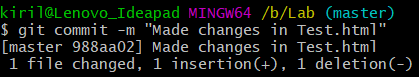 kiril@Lenovo_Ideapad MINGW64 /b/Lab (master)
$ git commit -m "Made changes in Test.html"
[master 988aa02] Made changes in Test.html
 1 file changed, 1 insertion(+), 1 deletion(-)